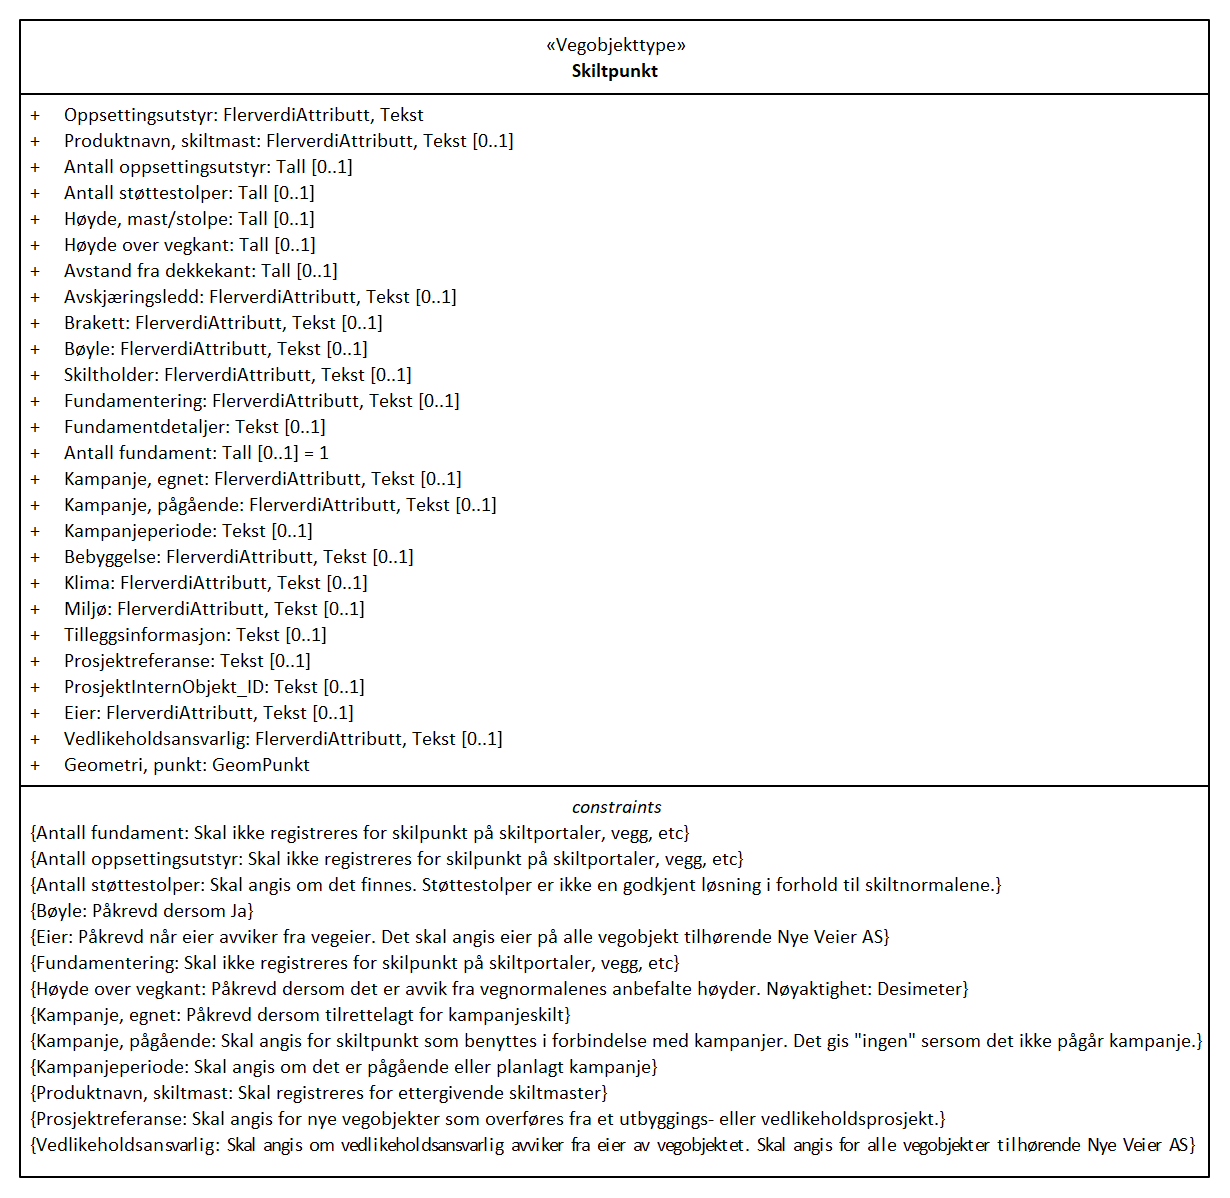 «Vegobjekttype»
Skiltpunkt
+ Oppsettingsutstyr: FlerverdiAttributt, Tekst
+ Produktnavn, skiltmast: FlerverdiAttributt, Tekst [0..1]
+ Antall oppsettingsutstyr: Tall [0..1]
+ Antall støttestolper: Tall [0..1]
+ Høyde, mast/stolpe: Tall [0..1]
+ Høyde over vegkant: Tall [0..1]
+ Avstand fra dekkekant: Tall [0..1]
+ Avskjæringsledd: FlerverdiAttributt, Tekst [0..1]
+ Brakett: FlerverdiAttributt, Tekst [0..1]
+ Bøyle: FlerverdiAttributt, Tekst [0..1]
+ Skiltholder: FlerverdiAttributt, Tekst [0..1]
+ Fundamentering: FlerverdiAttributt, Tekst [0..1]
+ Fundamentdetaljer: Tekst [0..1]
+ Antall fundament: Tall [0..1] = 1
+ Kampanje, egnet: FlerverdiAttributt, Tekst [0..1]
+ Kampanje, pågående: FlerverdiAttributt, Tekst [0..1]
+ Kampanjeperiode: Tekst [0..1]
+ Bebyggelse: FlerverdiAttributt, Tekst [0..1]
+ Klima: FlerverdiAttributt, Tekst [0..1]
+ Miljø: FlerverdiAttributt, Tekst [0..1]
+ Tilleggsinformasjon: Tekst [0..1]
+ Prosjektreferanse: Tekst [0..1]
+ ProsjektInternObjekt_ID: Tekst [0..1]
+ Eier: FlerverdiAttributt, Tekst [0..1]
+ Vedlikeholdsansvarlig: FlerverdiAttributt, Tekst [0..1]
+ Geometri, punkt: GeomPunkt
constraints
{Antall fundament: Skal ikke registreres for skilpunkt på skiltportaler, vegg, etc}
{Antall oppsettingsutstyr: Skal ikke registreres for skilpunkt på skiltportaler, vegg, etc}
{Antall støttestolper: Skal angis om det finnes. Støttestolper er ikke en godkjent løsning i forhold til skiltnormalene.}
{Bøyle: Påkrevd dersom Ja}
{Eier: Påkrevd når eier avviker fra vegeier. Det skal angis eier på alle vegobjekt tilhørende Nye Veier AS}
{Fundamentering: Skal ikke registreres for skilpunkt på skiltportaler, vegg, etc}
{Høyde over vegkant: Påkrevd dersom det er avvik fra vegnormalenes anbefalte høyder. Nøyaktighet: Desimeter}
{Kampanje, egnet: Påkrevd dersom tilrettelagt for kampanjeskilt}
{Kampanje, pågående: Skal angis for skiltpunkt som benyttes i forbindelse med kampanjer. Det gis "ingen" sersom det ikke pågår kampanje.}
{Kampanjeperiode: Skal angis om det er pågående eller planlagt kampanje}
{Produktnavn, skiltmast: Skal registreres for ettergivende skiltmaster}
{Prosjektreferanse: Skal angis for nye vegobjekter som overføres fra et utbyggings- eller vedlikeholdsprosjekt.}
{Vedlikeholdsansvarlig: Skal angis om vedlikeholdsansvarlig avviker fra eier av vegobjektet. Skal angis for alle vegobjekter tilhørende Nye Veier AS}